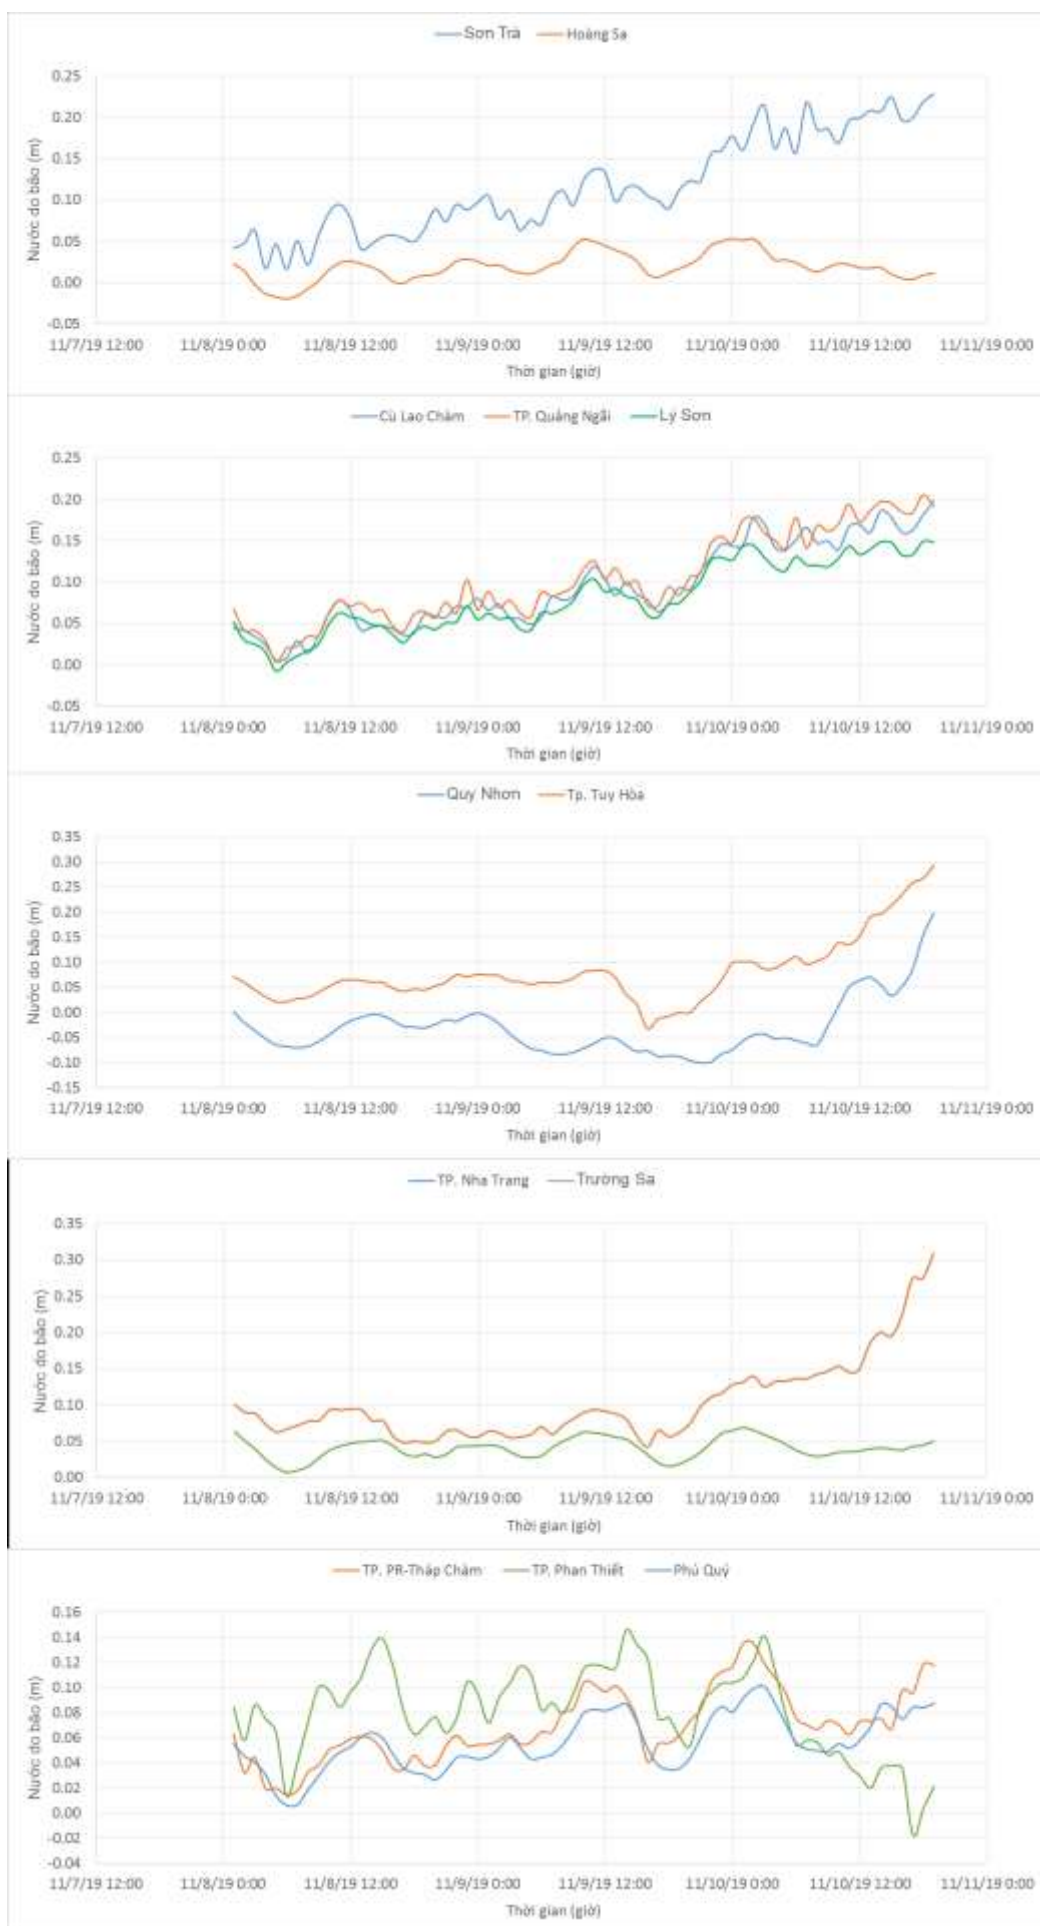 Sơn Trà Hoàng Sa
0.25
0.20
0.15
0.10
0.05
0.00
-0.05
Nước do bão (m)
11/7/19 12:00 11/8/19 0:00 11/8/19 12:00 11/9/19 0:00 11/9/19 12:00 11/10/19 0:00 11/10/19 12:00 11/11/19 0:00
Thời gian (giờ)
Cù Lao Chàm TP. Quảng Ngãi Lý Sơn
0.25
0.20
0.15
0.10
0.05
0.00
-0.05
Nước do bão (m)
11/7/19 12:00 11/8/19 0:00 11/8/19 12:00 11/9/19 0:00 11/9/19 12:00 11/10/19 0:00 11/10/19 12:00 11/11/19 0:00
Thời gian (giờ)
Quy Nhơn Tp. Tuy Hòa
0.35
0.30
0.25
0.20
0.15
0.10
0.05
0.00
-0.05
-0.10
-0.15
Nước do bão (m)
11/7/19 12:00 11/8/19 0:00 11/8/19 12:00 11/9/19 0:00 11/9/19 12:00 11/10/19 0:00 11/10/19 12:00 11/11/19 0:00
Thời gian (giờ)
TP. Nha Trang Trường Sa
0.35
0.30
0.25
0.20
0.15
0.10
0.05
0.00
Nước do bão (m)
11/7/19 12:00 11/8/19 0:00 11/8/19 12:00 11/9/19 0:00 11/9/19 12:00 11/10/19 0:00 11/10/19 12:00 11/11/19 0:00
Thời gian (giờ)
TP. PR-Tháp Chàm TP. Phan Thiết Phú Quý
0.16
0.14
0.12
0.10
0.08
0.06
0.04
0.02
0.00
-0.02
-0.04
Nước do bão (m)
11/7/19 12:00 11/8/19 0:00 11/8/19 12:00 11/9/19 0:00 11/9/19 12:00 11/10/19 0:00 11/10/19 12:00 11/11/19 0:00
Thời gian (giờ)